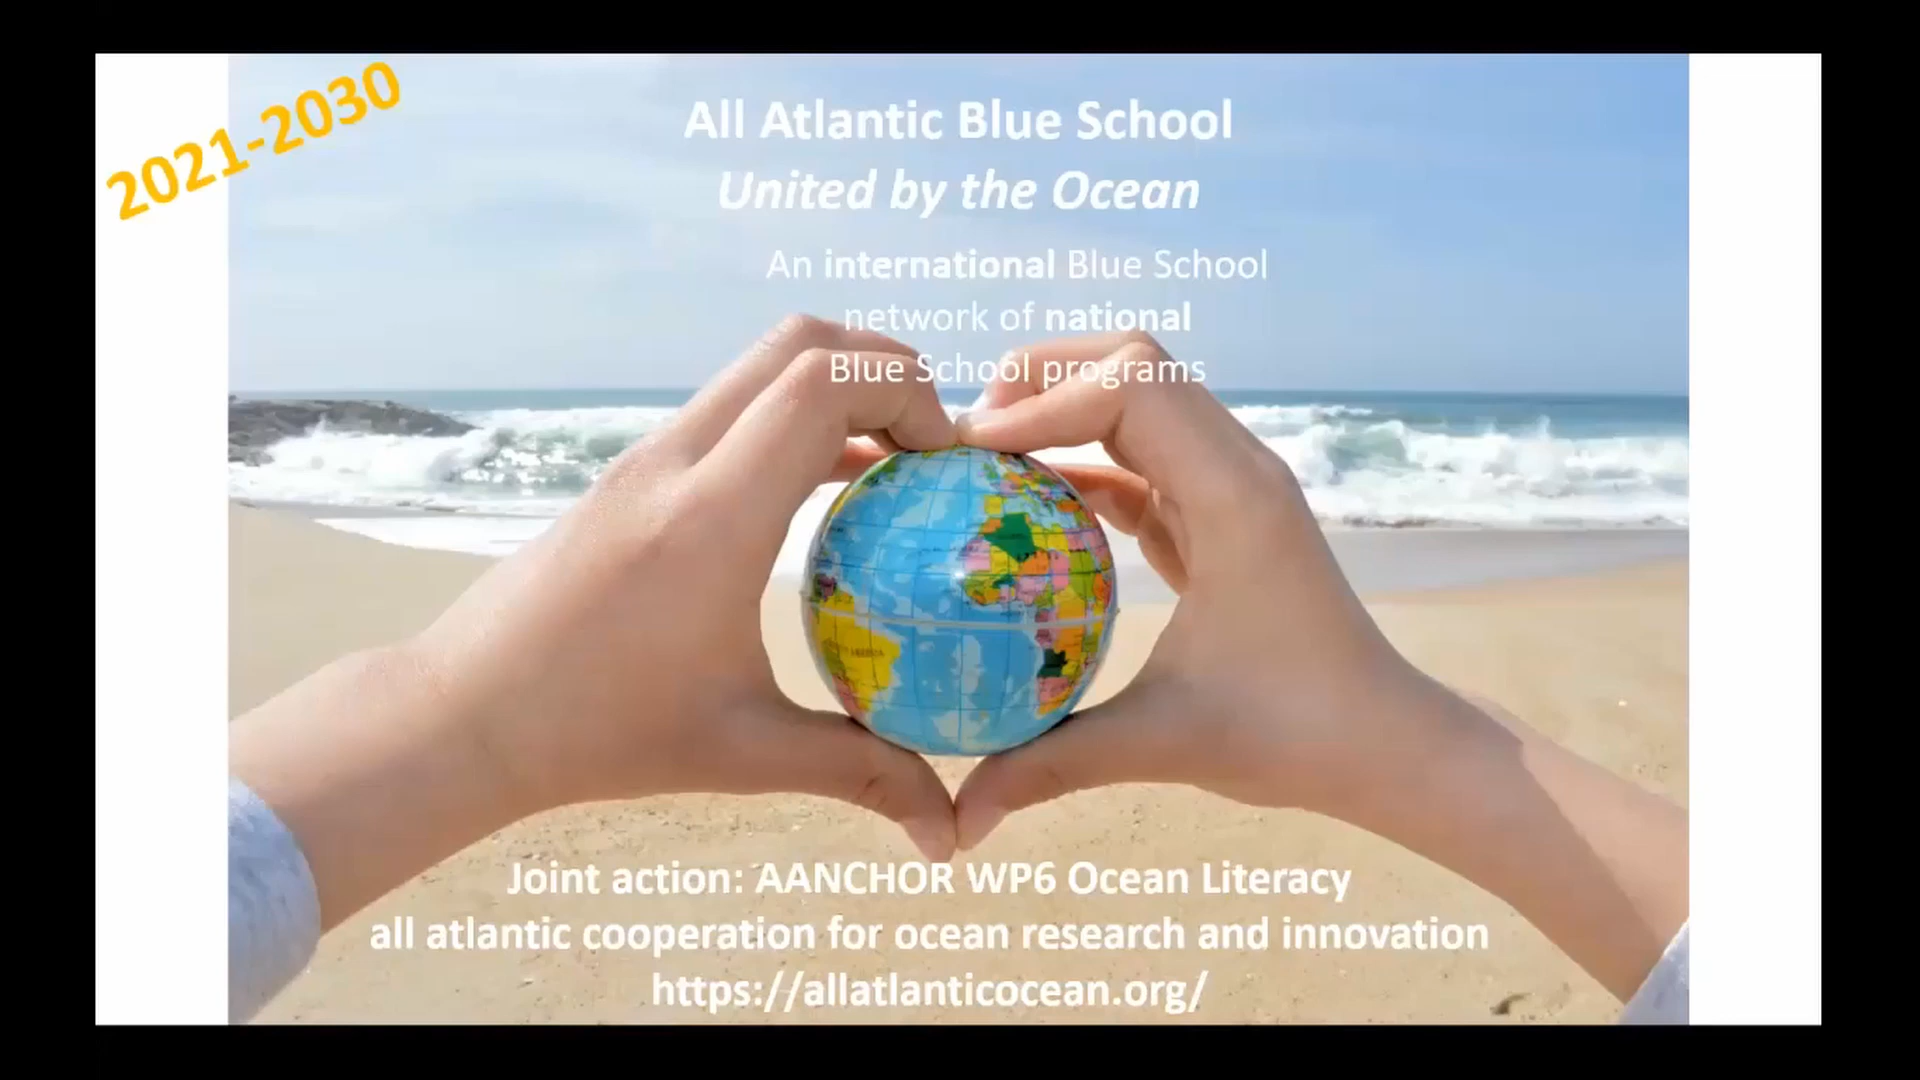 2021-2030
All Atlantic Blue School
United by the Ocean
An international Blue School
network of national
Blue School programs
Joint action: AANCHOR WP6 Ocean Literacy
all atlantic cooperation for ocean research and innovation
https://allatlanticocean.org/